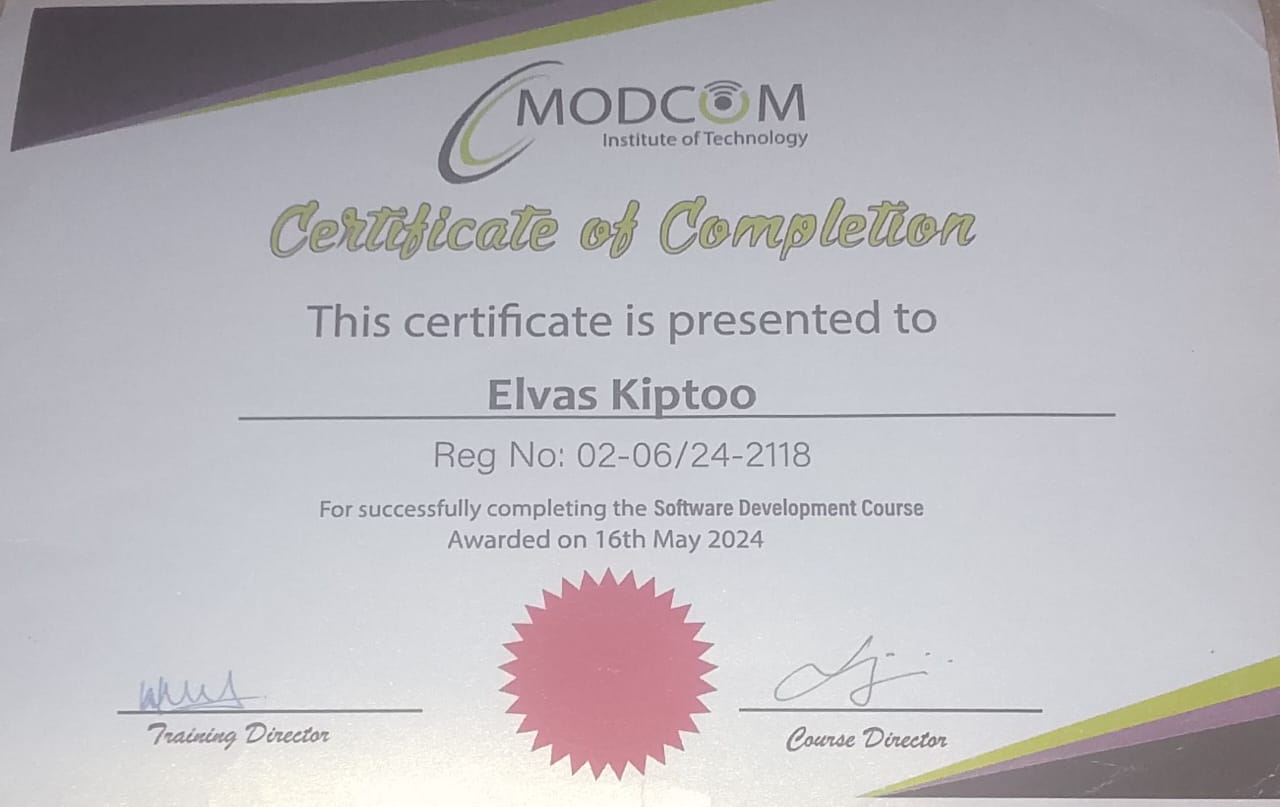 MODCOM
Institute of Technology
Certificate of Completion
This certificate is presented to
Elvas Kiptoo
Reg No: 02-06/24-2118
For successfully completing the Software Development Course
Awarded on 16th May 2024
Training Director
Course Director